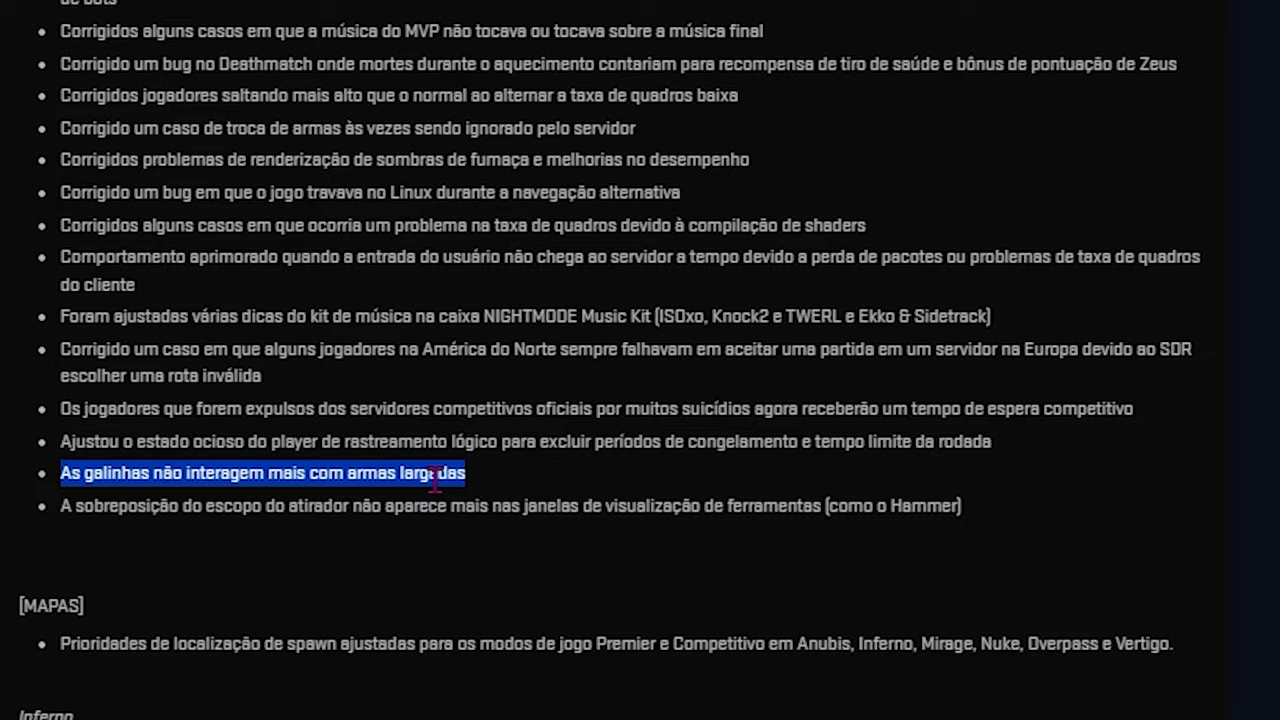 de bots
Corrigidos alguns casos em que a música do MVP não tocava ou tocava sobre a música final
Corrigido um bug no Deathmatch onde mortes durante o aquecimento contariam para recompensa de tiro de saúde e bônus de pontuação de Zeus
Corrigidos jogadores saltando mais alto que o normal ao alternar a taxa de quadros baixa
Corrigido um caso de troca de armas às vezes sendo ignorado pelo servidor
Corrigidos problemas de renderização de sombras de fumaça e melhorias no desempenho
Corrigido um bug em que o jogo travava no Linux durante a navegação alternativa
Corrigidos alguns casos em que ocorria um problema na taxa de quadros devido à compilação de shaders
Comportamento aprimorado quando a entrada do usuário não chega ao servidor a tempo devido a perda de pacotes ou problemas de taxa de quadros
do cliente
Foram ajustadas várias dicas do kit de música na caixa NIGHTMODE Music Kit (ISOxo, Knock2 e TWERL e Ekko & Sidetrack)
Corrigido um caso em que alguns jogadores na América do Norte sempre falhavam em aceitar uma partida em um servidor na Europa devido ao SDR
escolher uma rota inválida
Os jogadores que forem expulsos dos servidores competitivos oficiais por muitos suicídios agora receberão um tempo de espera competitivo
Ajustou o estado ocioso do player de rastreamento lógico para excluir períodos de congelamento e tempo limite da rodada
As galinhas não interagem mais com armas largadas
A sobreposição do escopo do atirador não aparece mais nas janelas de visualização de ferramentas (como o Hammer)
[MAPAS]
Prioridades de localização de spawn ajustadas para os modos de jogo Premier e Competitivo em Anubis, Inferno, Mirage, Nuke, Overpass e Vertigo.
Inferno